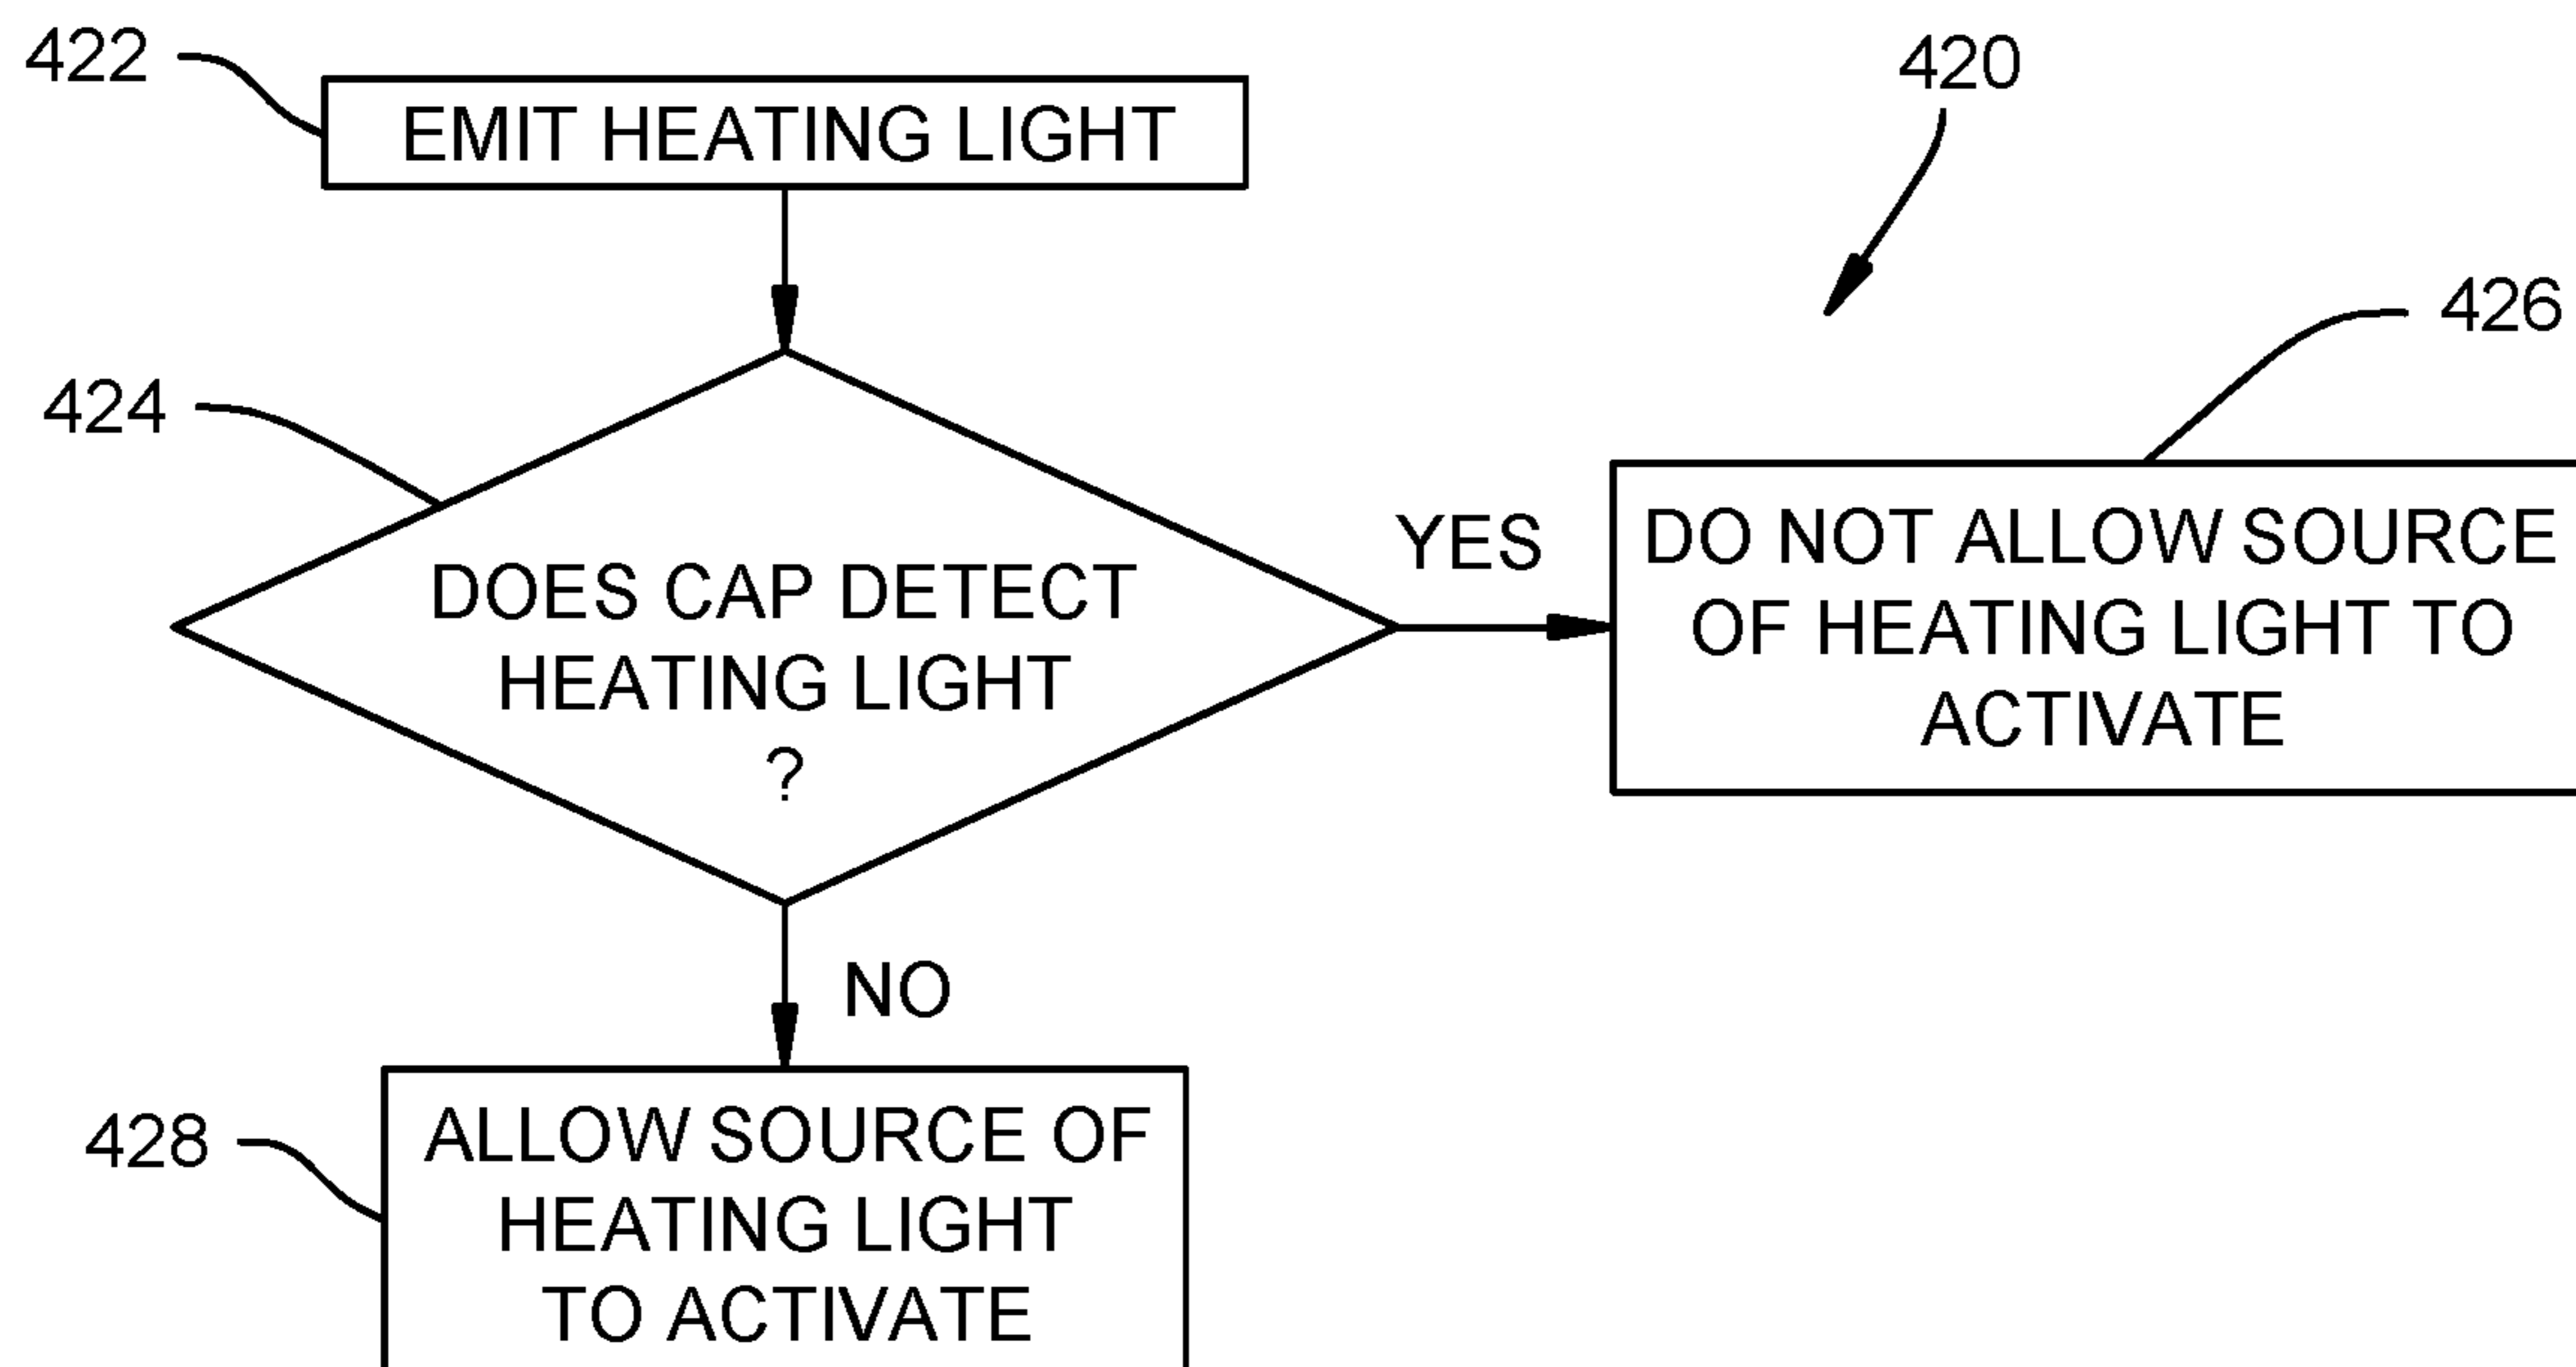 422
EMIT HEATING LIGHT
420
426
424
DOES CAP DETECT
HEATING LIGHT
?
YES
DO NOT ALLOW SOURCE
OF HEATING LIGHT TO
ACTIVATE
NO
428
ALLOW SOURCE OF
HEATING LIGHT
TO ACTIVATE